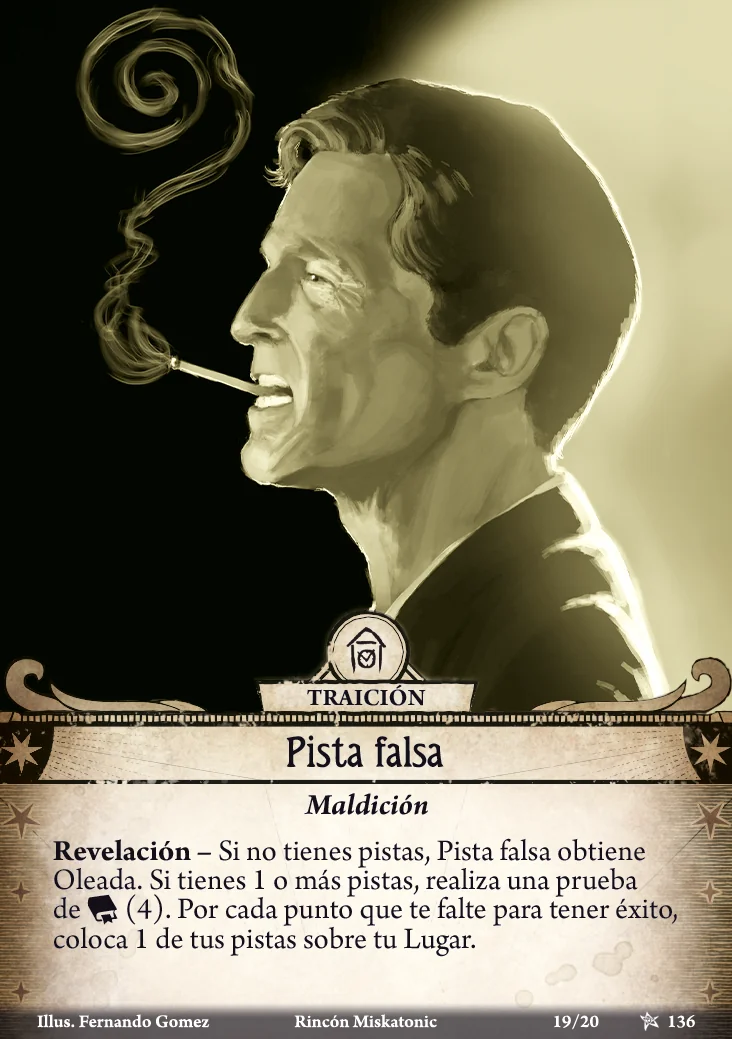 TRAICIÓN
Pista falsa
Maldición
Revelación – Si no tienes pistas, Pista falsa obtiene
Oleada. Si tienes 1 o más pistas, realiza una prueba
de (4). Por cada punto que te falte para tener éxito,
coloca 1 de tus pistas sobre tu Lugar.
Illus. Fernando Gomez Rincón Miskatonic 19/20 136